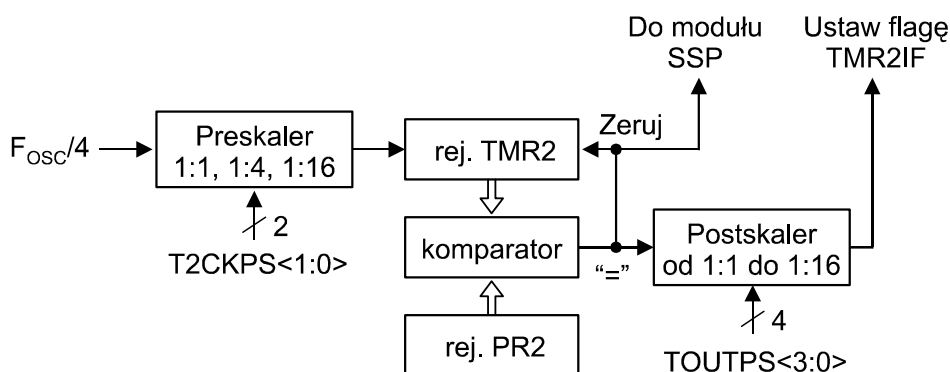 Do modułu
SSP
Ustaw flagę
TMR2IF
Zeruj
FOSC/4
Preskaler
1:1, 1:4, 1:16
rej. TMR2
2
T2CKPS<1:0>
komparator
“=”
Postskaler
od 1:1 do 1:16
4
TOUTPS<3:0>
rej. PR2